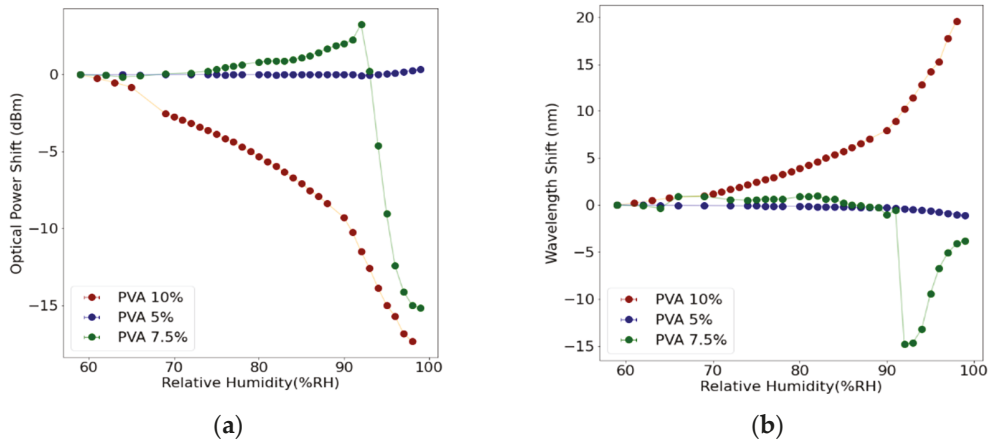 0
−5
−10
−15
Optical Power Shift (dBm)
PVA 10%
PVA 5%
PVA 7.5%
60 70 80 90 100
Relative Humidity(%RH)
(a)
20
15
10
5
0
−5
−10
−15
Wavelength Shift (nm)
PVA 10%
PVA 5%
PVA 7.5%
60 70 80 90 100
Relative Humidity(%RH)
(b)